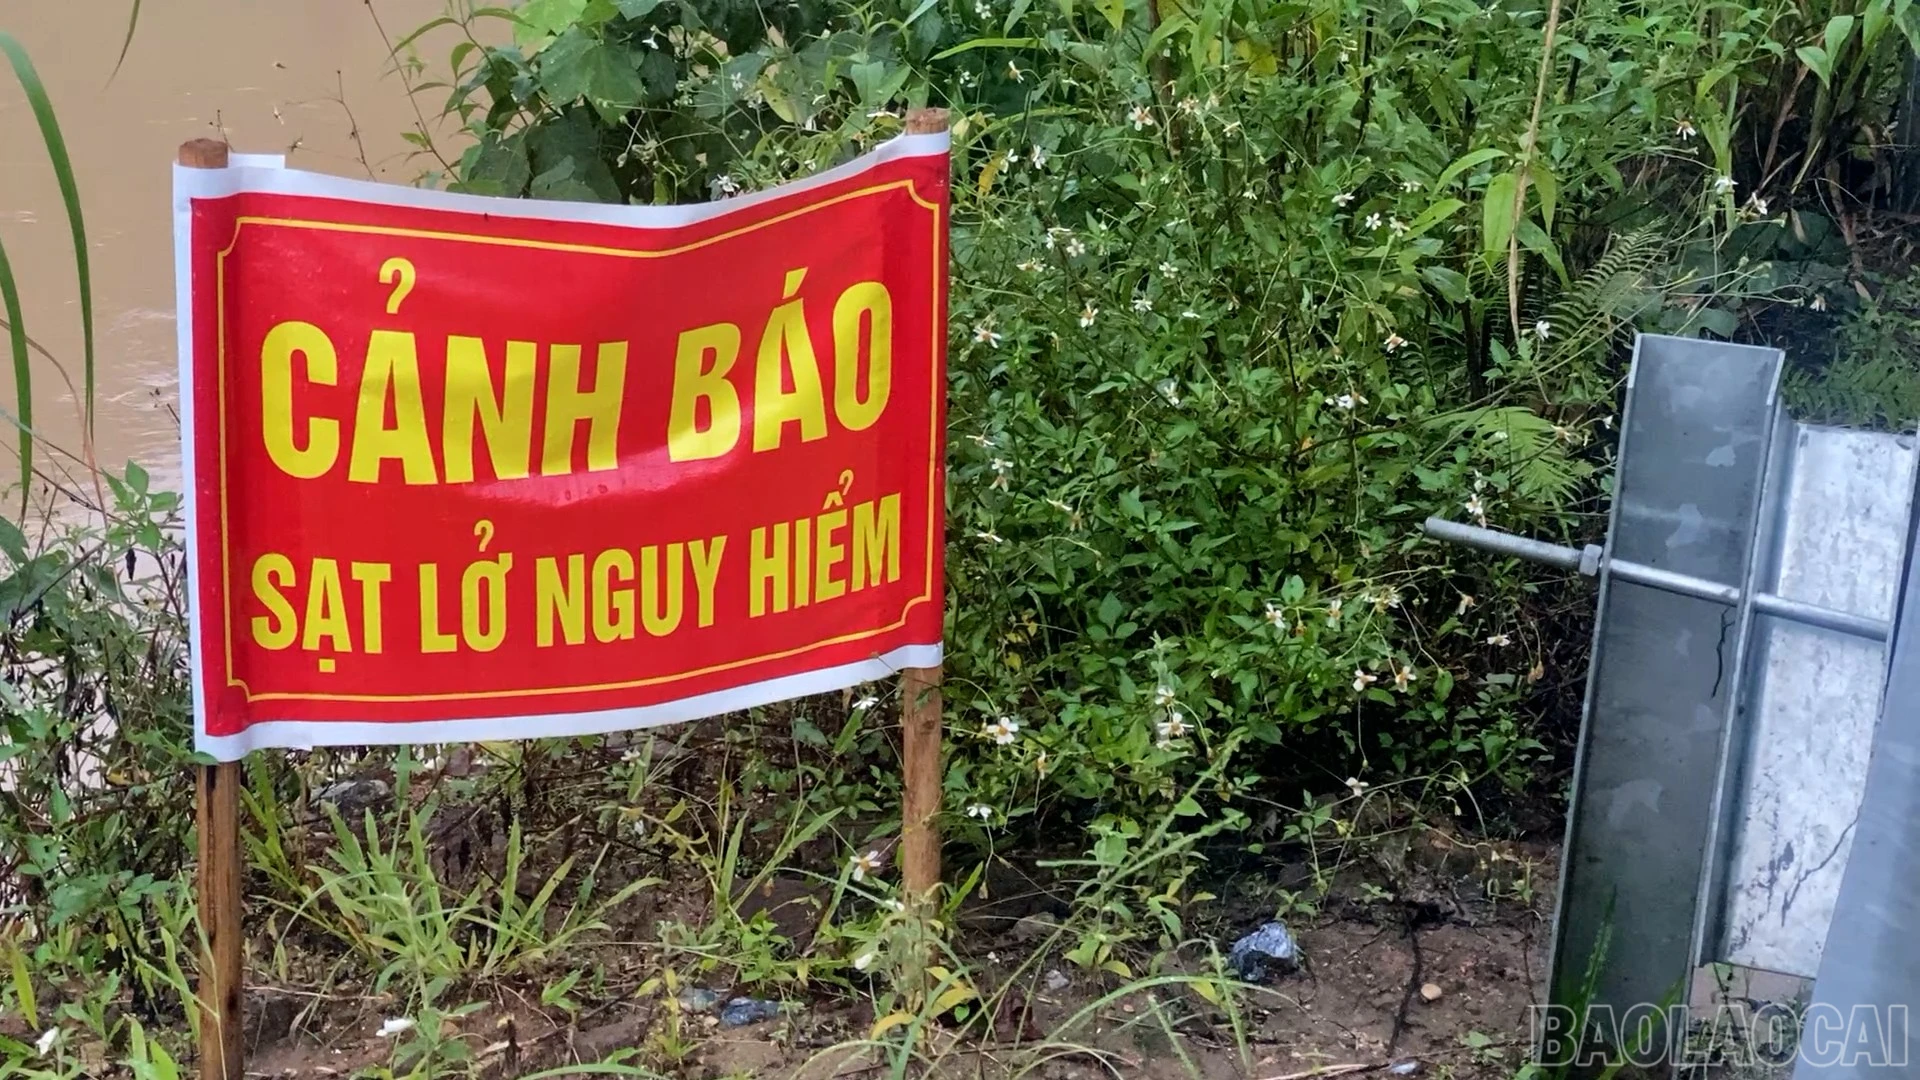 CẢNH BÁO
SẠT LỞ NGUY HIỂM
BAOLAOCAI